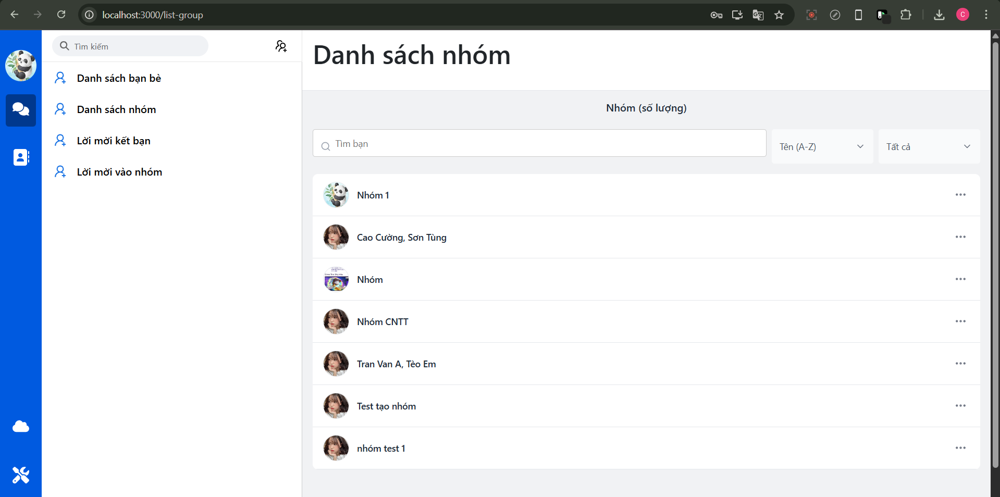 localhost:3000/list-group
C
Tìm kiếm
Danh sách bạn bè
Danh sách nhóm
Lời mời kết bạn
Lời mời vào nhóm
Danh sách nhóm
Nhóm (số lượng)
Tìm bạn
Tên (A-Z)
Tất cả
Nhóm 1
Cao Cường, Sơn Tùng
Nhóm
Nhóm CNTT
Tran Van A, Tèo Em
Test tạo nhóm
nhóm test 1